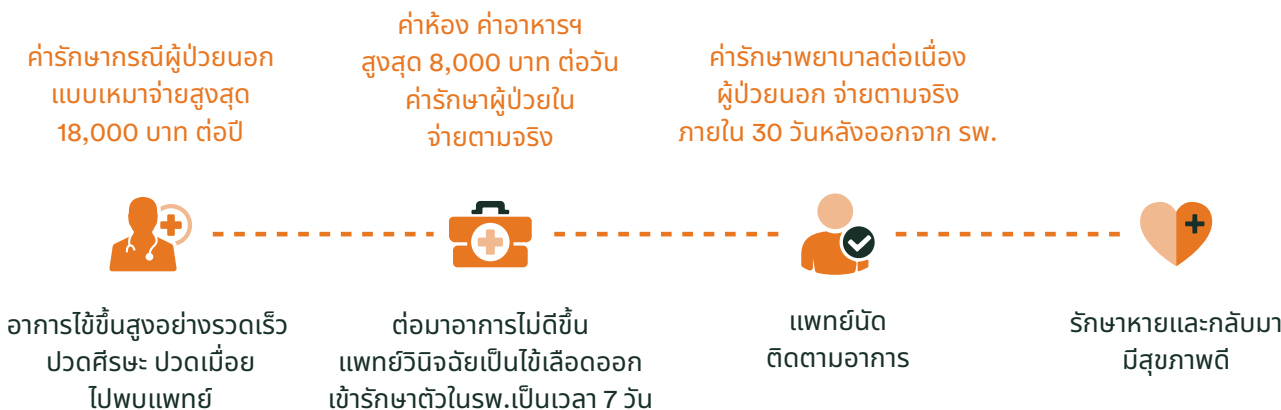 ค่ารักษากรณีผู้ป่วยนอก
แบบเหมาจ่ายสูงสุด
18,000 บาท ต่อปี
ค่าห้อง ค่าอาหารฯ
สูงสุด 8,000 บาท ต่อวัน
ค่ารักษาผู้ป่วยใน
จ่ายตามจริง
ค่ารักษาพยาบาลต่อเนื่อง
ผู้ป่วยนอก จ่ายตามจริง
ภายใน 30 วันหลังออกจาก รพ.
อาการไข้ขึ้นสูงอย่างรวดเร็ว
ปวดศีรษะ ปวดเมื่อย
ไปพบแพทย์
ต่อมาอาการไม่ดีขึ้น
แพทย์วินิจฉัยเป็นไข้เลือดออก
เข้ารักษาตัวในรพ.เป็นเวลา 7 วัน
แพทย์นัด
ติดตามอาการ
รักษาหายและกลับมา
มีสุขภาพดี